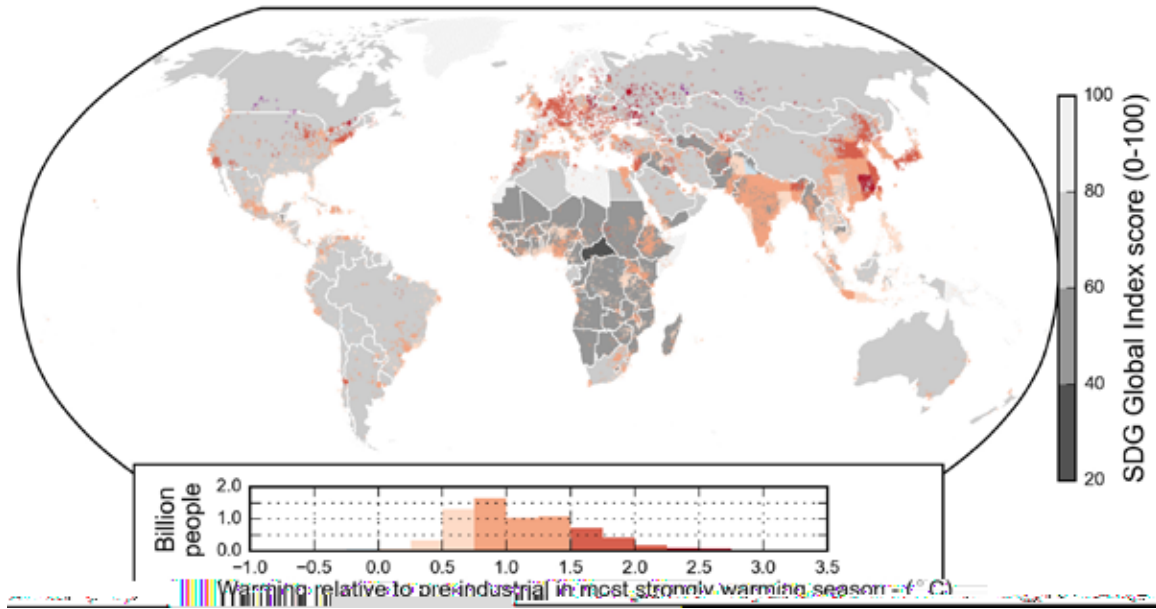 100
80
60
40
20
SDG Global Index score (0-100)
Billion
people
2.0
1.0
0.0
−1.0 −0.5 0.0 0.5 1.0 1.5 2.0 2.5 3.0 3.5
Warming relative to pre-industrial in most strongly warming season - (°C)